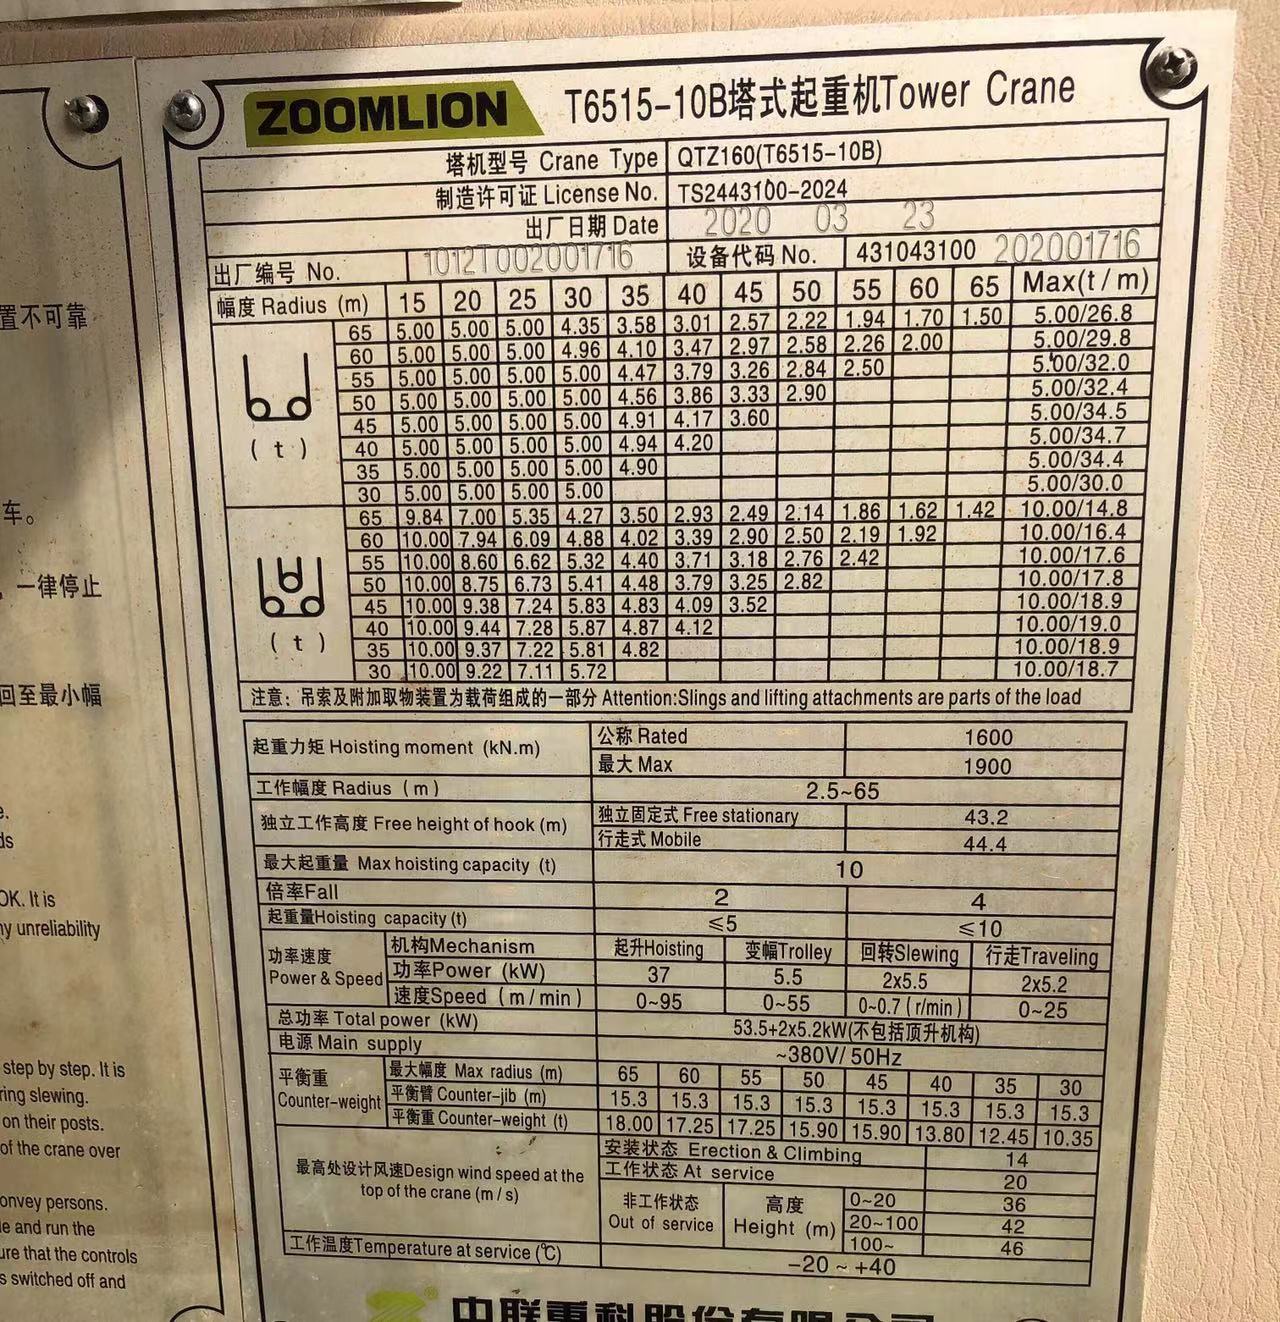 ZOOMLION T6515-10B塔式起重机Tower Crane
塔机型号 Crane Type QTZ160(T6515-10B)
制造许可证 License No. TS2443100-2024
出厂日期 Date 2020 03 23
出厂编号 No. 1012T002001716 设备代码 No. 431043100 202001716
幅度 Radius (m) 15 20 25 30 35 40 45 50 55 60 65 Max(t/m)
65 5.00 5.00 5.00 4.35 3.58 3.01 2.57 2.22 1.94 1.70 1.50 5.00/26.8
60 5.00 5.00 5.00 4.96 4.10 3.47 2.97 2.58 2.26 2.00 5.00/29.8
55 5.00 5.00 5.00 5.00 4.47 3.79 3.26 2.84 2.50 5.00/32.0
50 5.00 5.00 5.00 5.00 4.56 3.86 3.33 2.90 5.00/32.4
45 5.00 5.00 5.00 5.00 4.91 4.17 3.60 5.00/34.5
(t) 40 5.00 5.00 5.00 5.00 4.94 4.20 5.00/34.7
35 5.00 5.00 5.00 5.00 4.90 5.00/34.4
30 5.00 5.00 5.00 5.00 5.00/30.0
65 9.84 7.00 5.35 4.27 3.50 2.93 2.49 2.14 1.86 1.62 1.42 10.00/14.8
60 10.00 7.94 6.09 4.88 4.02 3.39 2.90 2.50 2.19 1.92 10.00/16.4
55 10.00 8.60 6.62 5.32 4.40 3.71 3.18 2.76 2.42 10.00/17.6
50 10.00 8.75 6.73 5.41 4.48 3.79 3.25 2.82 10.00/17.8
45 10.00 9.38 7.24 5.83 4.83 4.09 3.52 10.00/18.9
(t) 40 10.00 9.44 7.28 5.87 4.87 4.12 10.00/19.0
35 10.00 9.37 7.22 5.81 4.82 10.00/18.9
30 10.00 9.22 7.11 5.72 10.00/18.7
注意: 吊索及附加取物装置为载荷组成的一部分 Attention:Slings and lifting attachments are parts of the load
起重力矩 Hoisting moment (kN.m) 公称 Rated 1600
最大 Max 1900
工作幅度 Radius (m) 2.5~65
独立工作高度 Free height of hook (m) 独立固定式 Free stationary 43.2
行走式 Mobile 44.4
最大起重量 Max hoisting capacity (t) 10
倍率Fall 2 4
起重量Hoisting capacity (t) ≤5 ≤10
功率速度 Power & Speed 机构Mechanism 起升Hoisting 变幅Trolley 回转Slewing 行走Traveling
功率Power (kW) 37 5.5 2x5.5 2x5.2
速度Speed (m/min) 0~95 0~55 0~0.7 (r/min) 0~25
总功率 Total power (kW) 53.5+2x5.2kW(不包括顶升机构)
电源 Main supply ~380V/ 50Hz
平衡重 Counter-weight 最大幅度 Max radius (m) 65 60 55 50 45 40 35 30
平衡臂 Counter-jib (m) 15.3 15.3 15.3 15.3 15.3 15.3 15.3 15.3
平衡重 Counter-weight (t) 18.00 17.25 17.25 15.90 15.90 13.80 12.45 10.35
最高处设计风速Design wind speed at the top of the crane (m/s) 安装状态 Erection & Climbing 14
工作状态 At service 20
非工作状态 Out of service 高度 Height (m) 0~20 36
20~100 42
100~ 46
工作温度Temperature at service (℃) -20 ~ +40
中联重科股份有限公司
置不可靠
车。
一律停止
回至最小幅
OK. It is
ny unreliability
step by step. It is
ring slewing.
on their posts.
of the crane over
onvey persons.
le and run the
ure that the controls
s switched off and